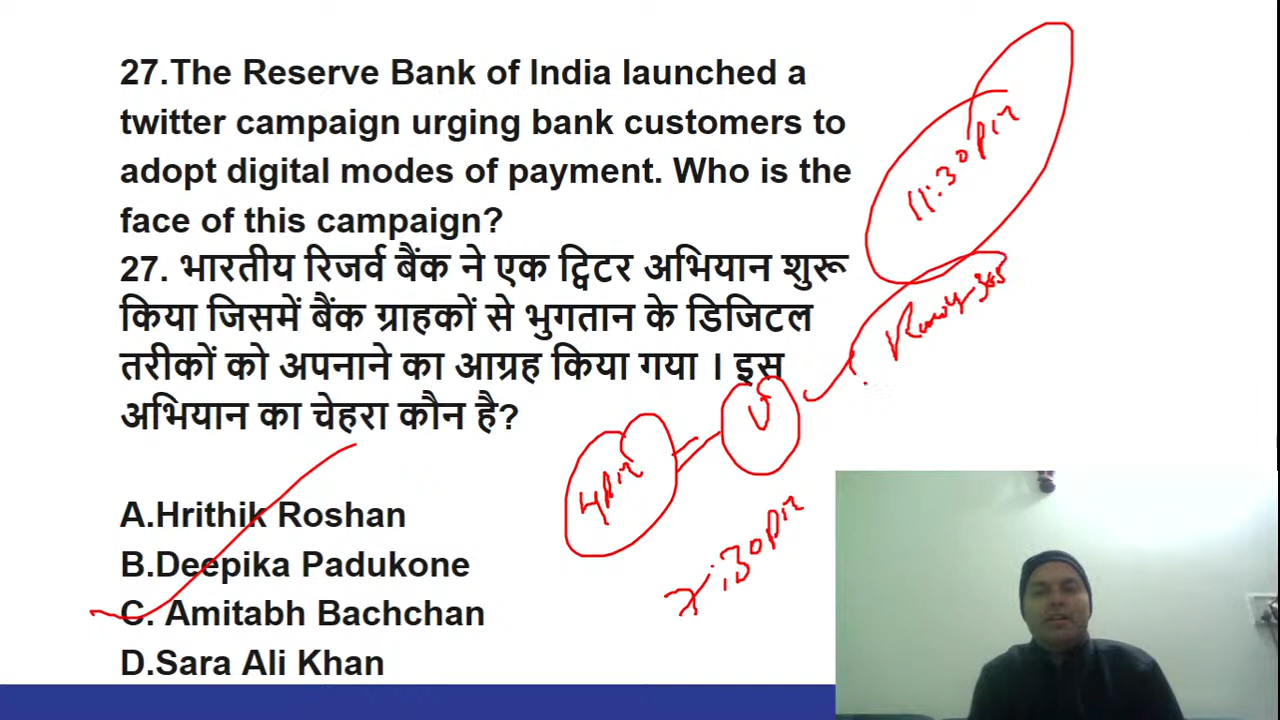 27.The Reserve Bank of India launched a
twitter campaign urging bank customers to
adopt digital modes of payment. Who is the
face of this campaign?
27. भारतीय रिजर्व बैंक ने एक ट्विटर अभियान शुरू
किया जिसमें बैंक ग्राहकों से भुगतान के डिजिटल
तरीकों को अपनाने का आग्रह किया गया । इस
अभियान का चेहरा कौन है?
A.Hrithik Roshan
B.Deepika Padukone
C. Amitabh Bachchan
D.Sara Ali Khan
11:30 PM
4 PM
7:30 PM